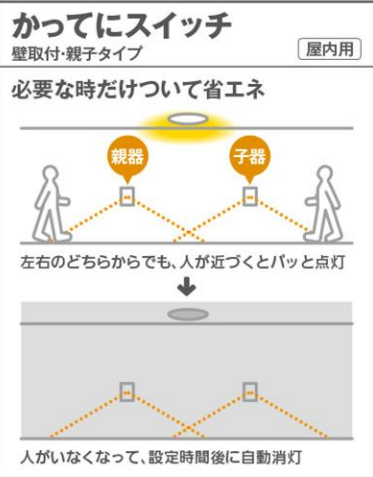 かってにスイッチ
壁取付・親子タイプ
屋内用
必要な時だけついて省エネ
親器
子器
左右のどちらからでも、人が近づくとパッと点灯
人がいなくなって、設定時間後に自動消灯